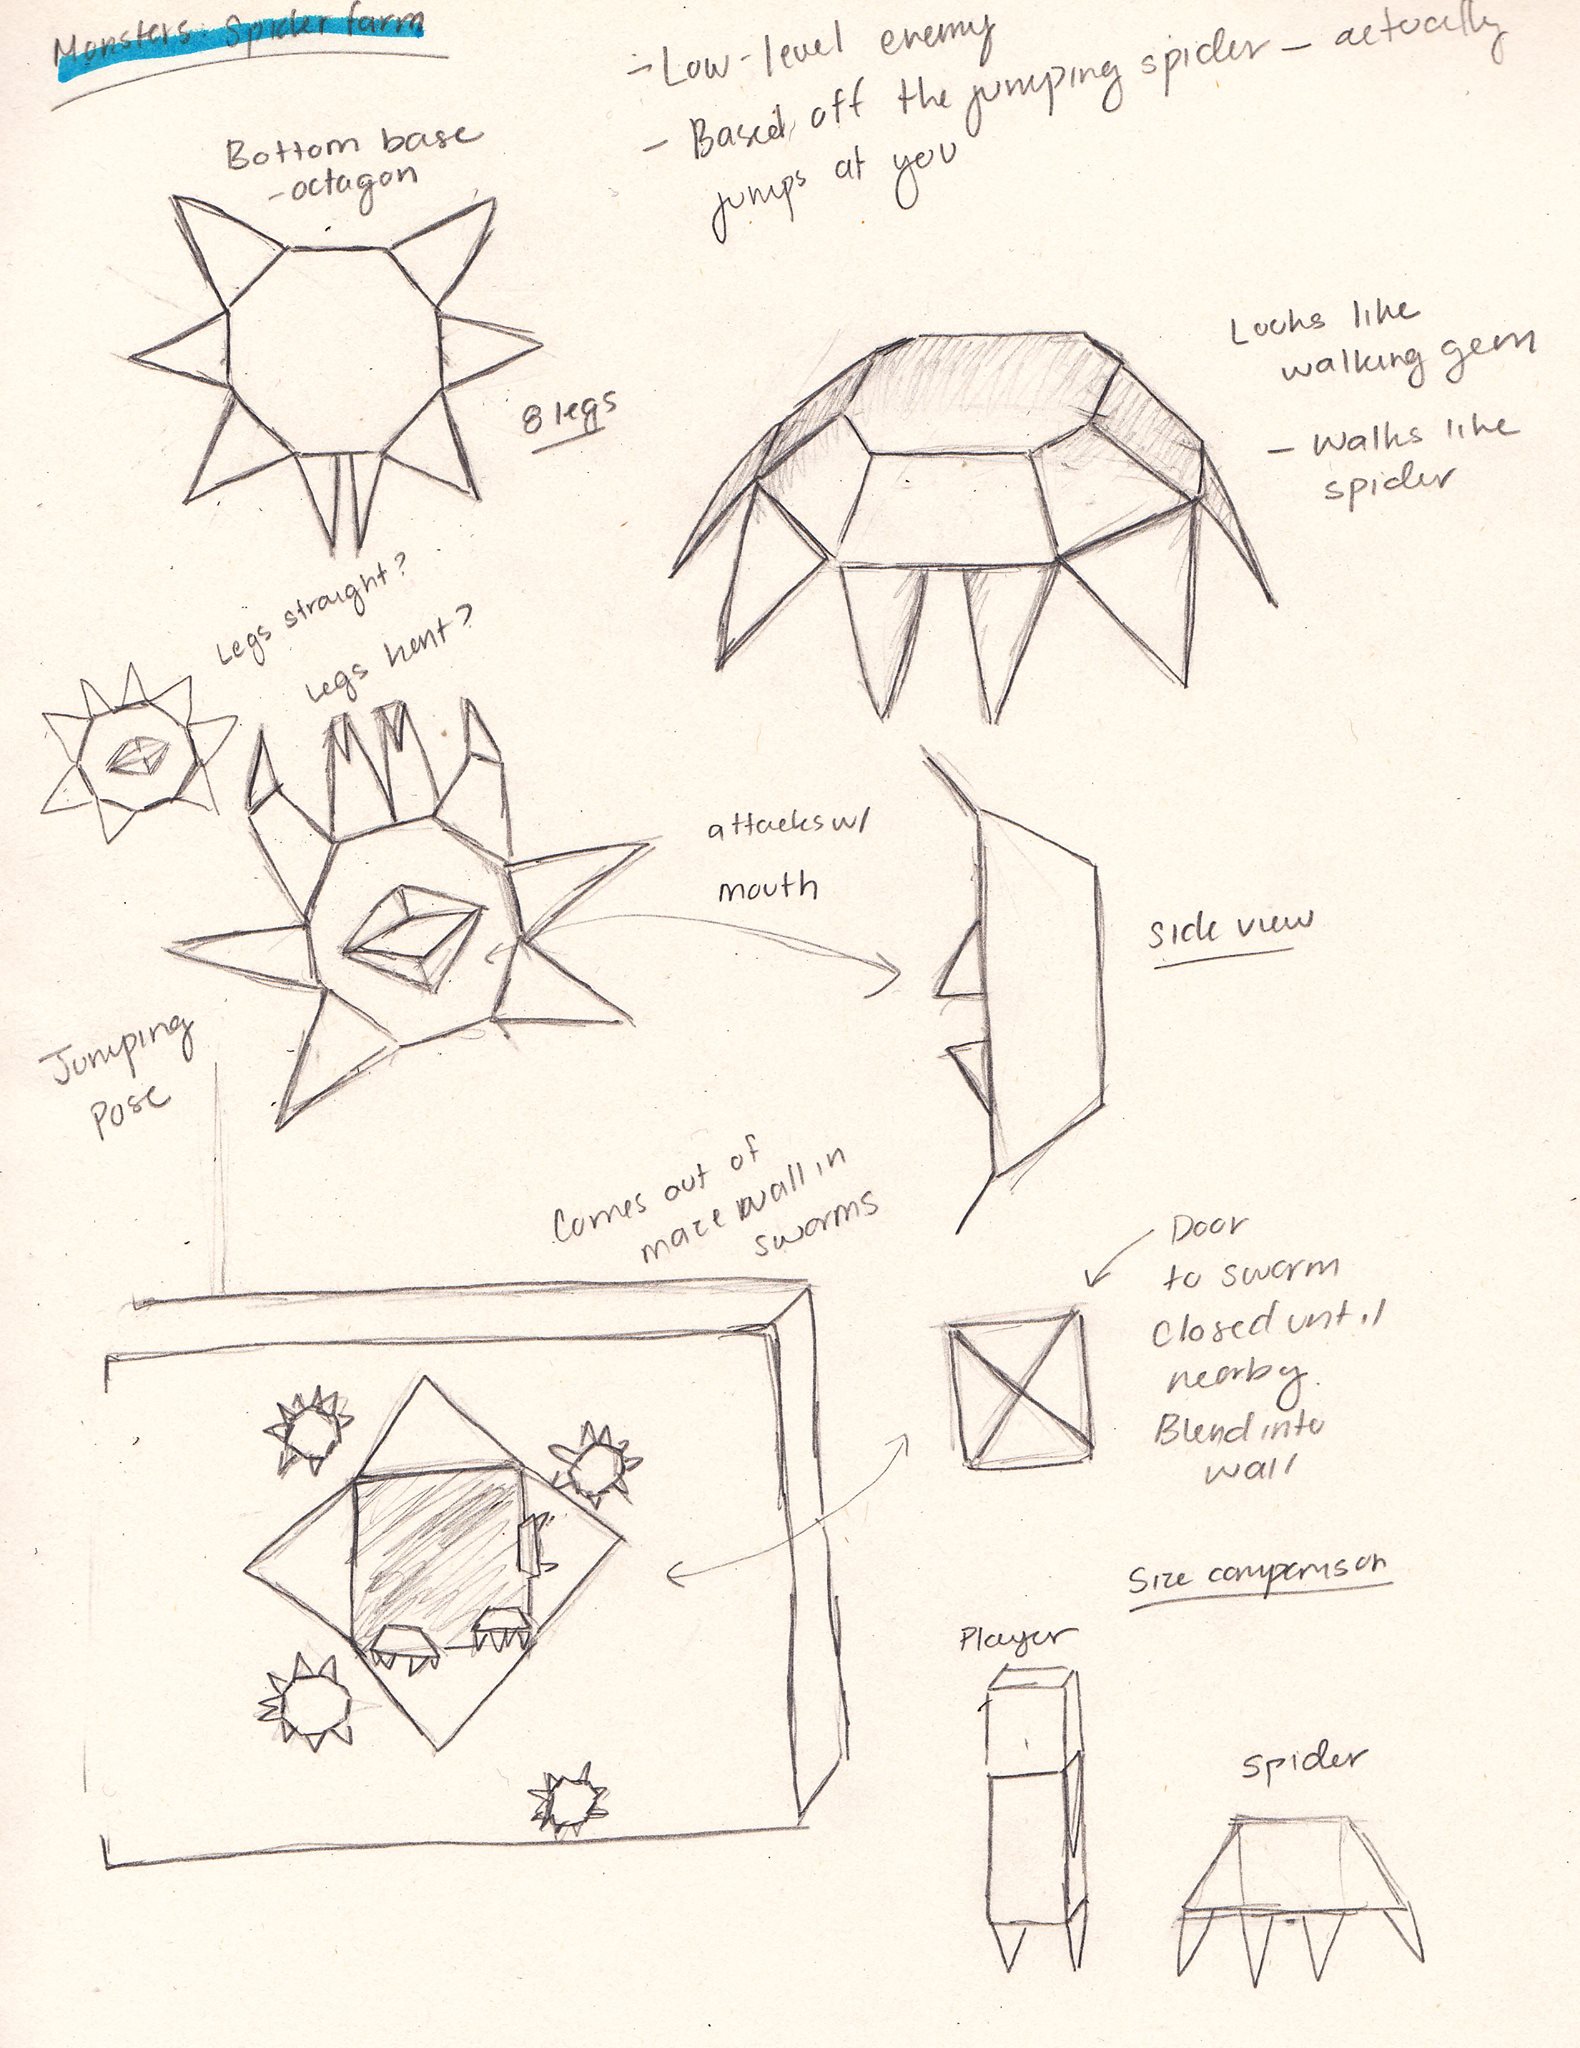 Monsters: Spider farm
- Low-level enemy
- Based off the jumping spider - actually
jumps at you
Bottom base
- octagon
8 legs
Looks like
walking gem
- Walks like
spider
Legs straight?
Legs bent?
attacks w/
mouth
side view
Jumping
pose
Comes out of
maze wall in
swarms
Door
to swarm
closed until
nearby.
Blend into
wall
Size comparison
Player
spider